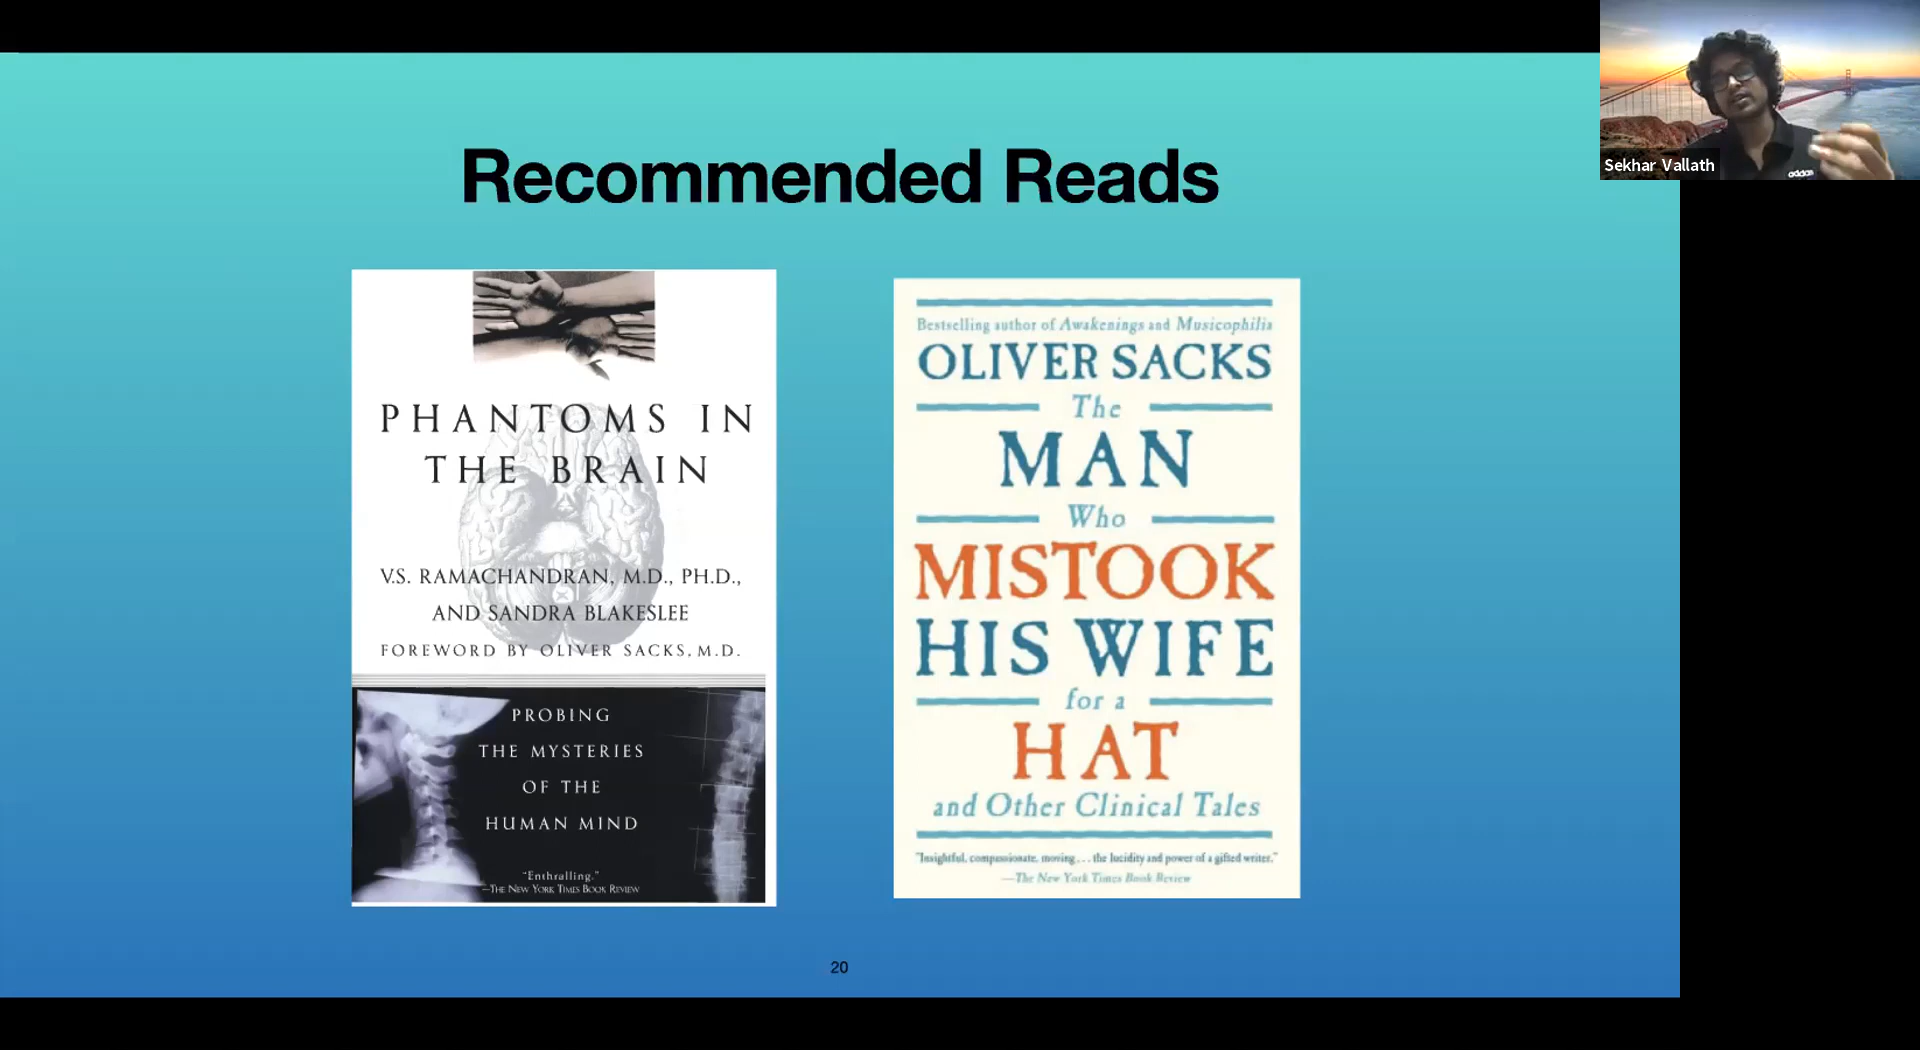 Recommended Reads
PHANTOMS IN
THE BRAIN
V.S. RAMACHANDRAN, M.D., PH.D.,
AND SANDRA BLAKESLEE
FOREWORD BY OLIVER SACKS, M.D.
PROBING
THE MYSTERIES
OF THE
HUMAN MIND
"Enthralling."
—THE NEW YORK TIMES BOOK REVIEW
Bestselling author of Awakenings and Musicophilia
OLIVER SACKS
The
MAN
Who
MISTOOK
HIS WIFE
for a
HAT
and Other Clinical Tales
"Insightful, compassionate, moving . . . the lucidity and power of a gifted writer."
—The New York Times Book Review
20
Sekhar Vallath
adidas